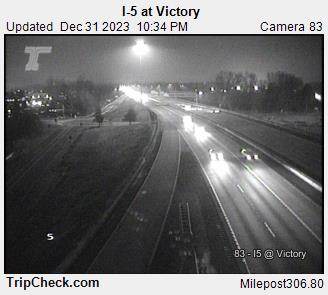 I-5 at Victory
Updated Dec 31 2023 10:34 PM Camera 83
T
S
83 - I5 @ Victory
TripCheck.com Milepost306.80